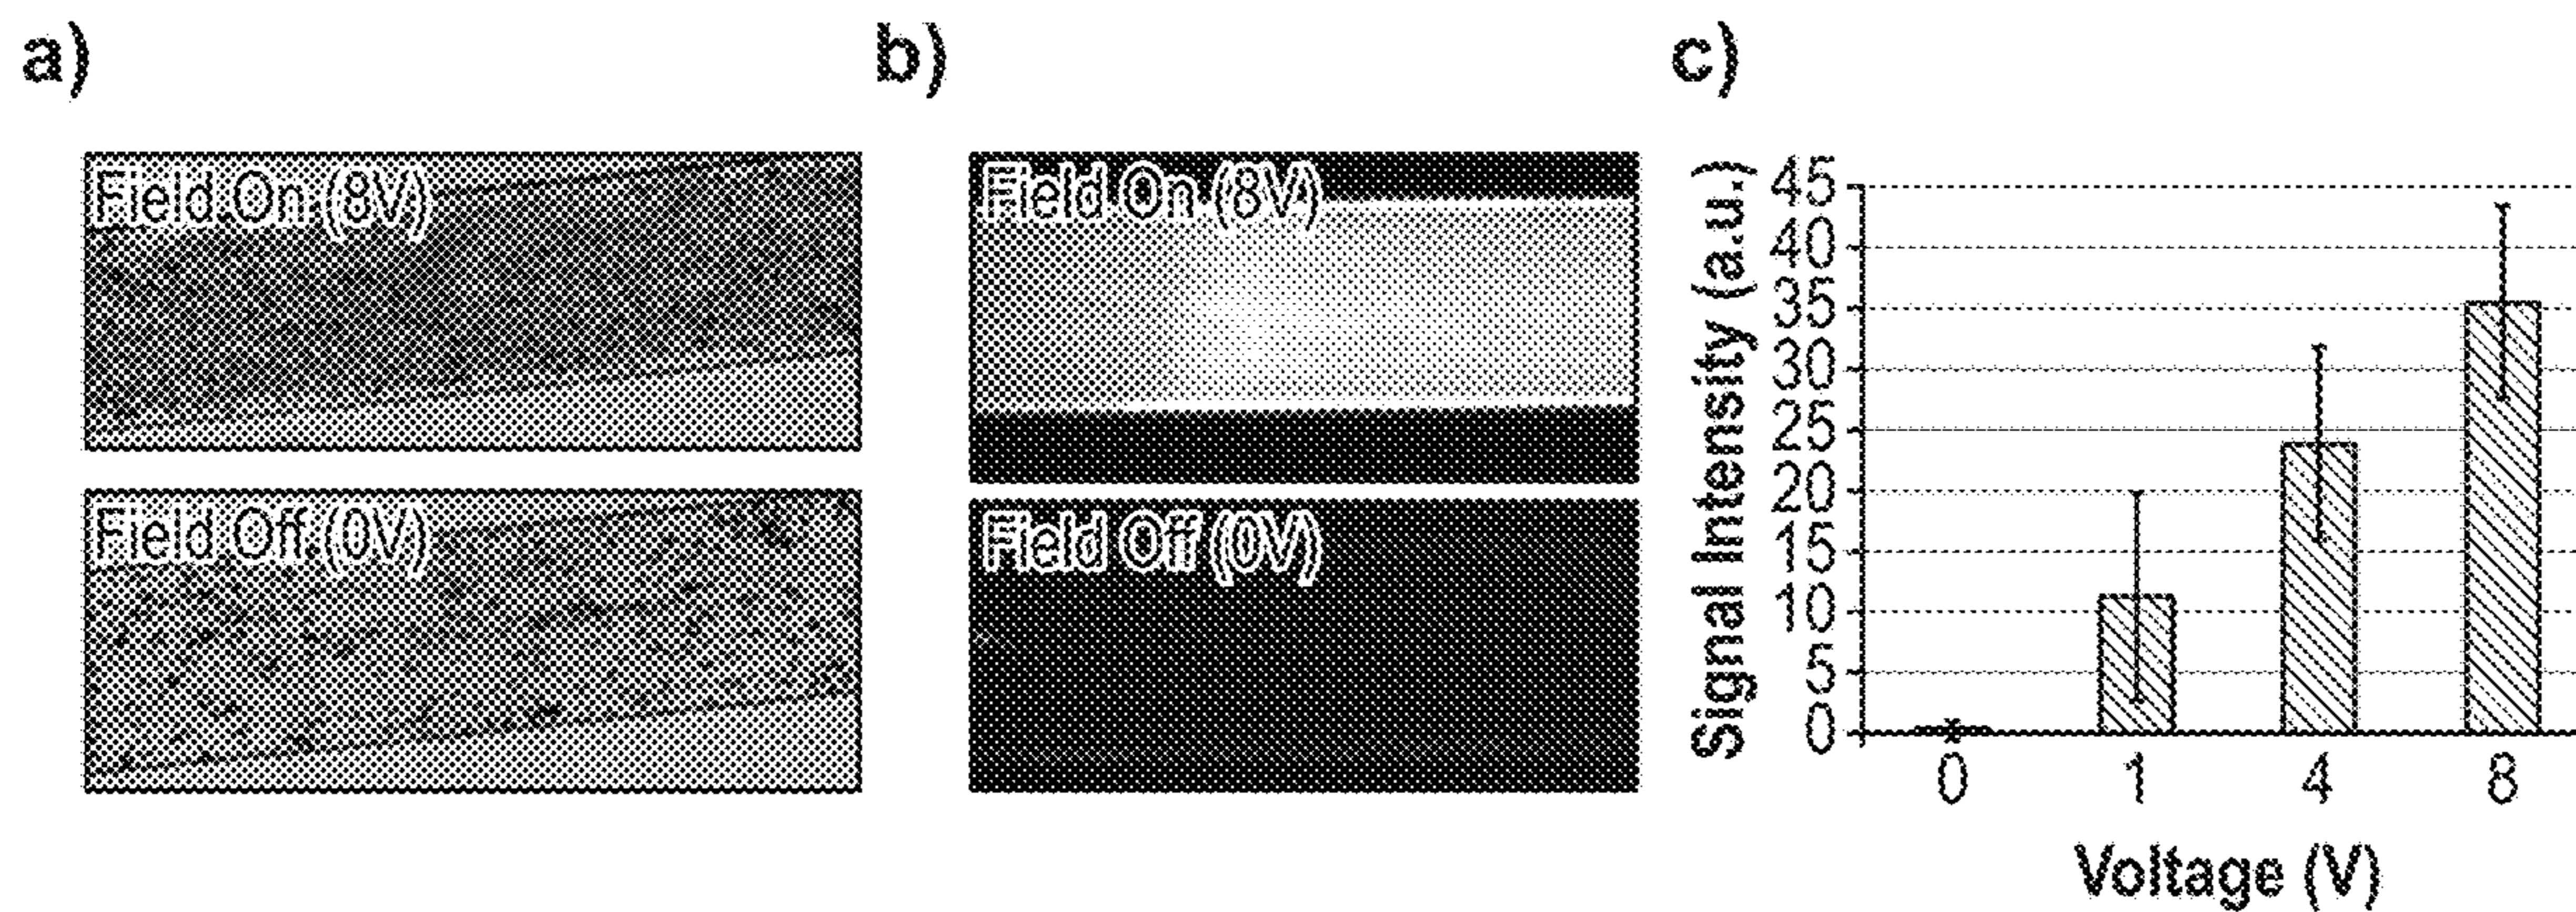 a)
Field On (8V)
Field Off (0V)
b)
Field On (8V)
Field Off (0V)
c)
Signal Intensity (a.u.)
45
40
35
30
25
20
15
10
5
0
0 1 4 8
Voltage (V)